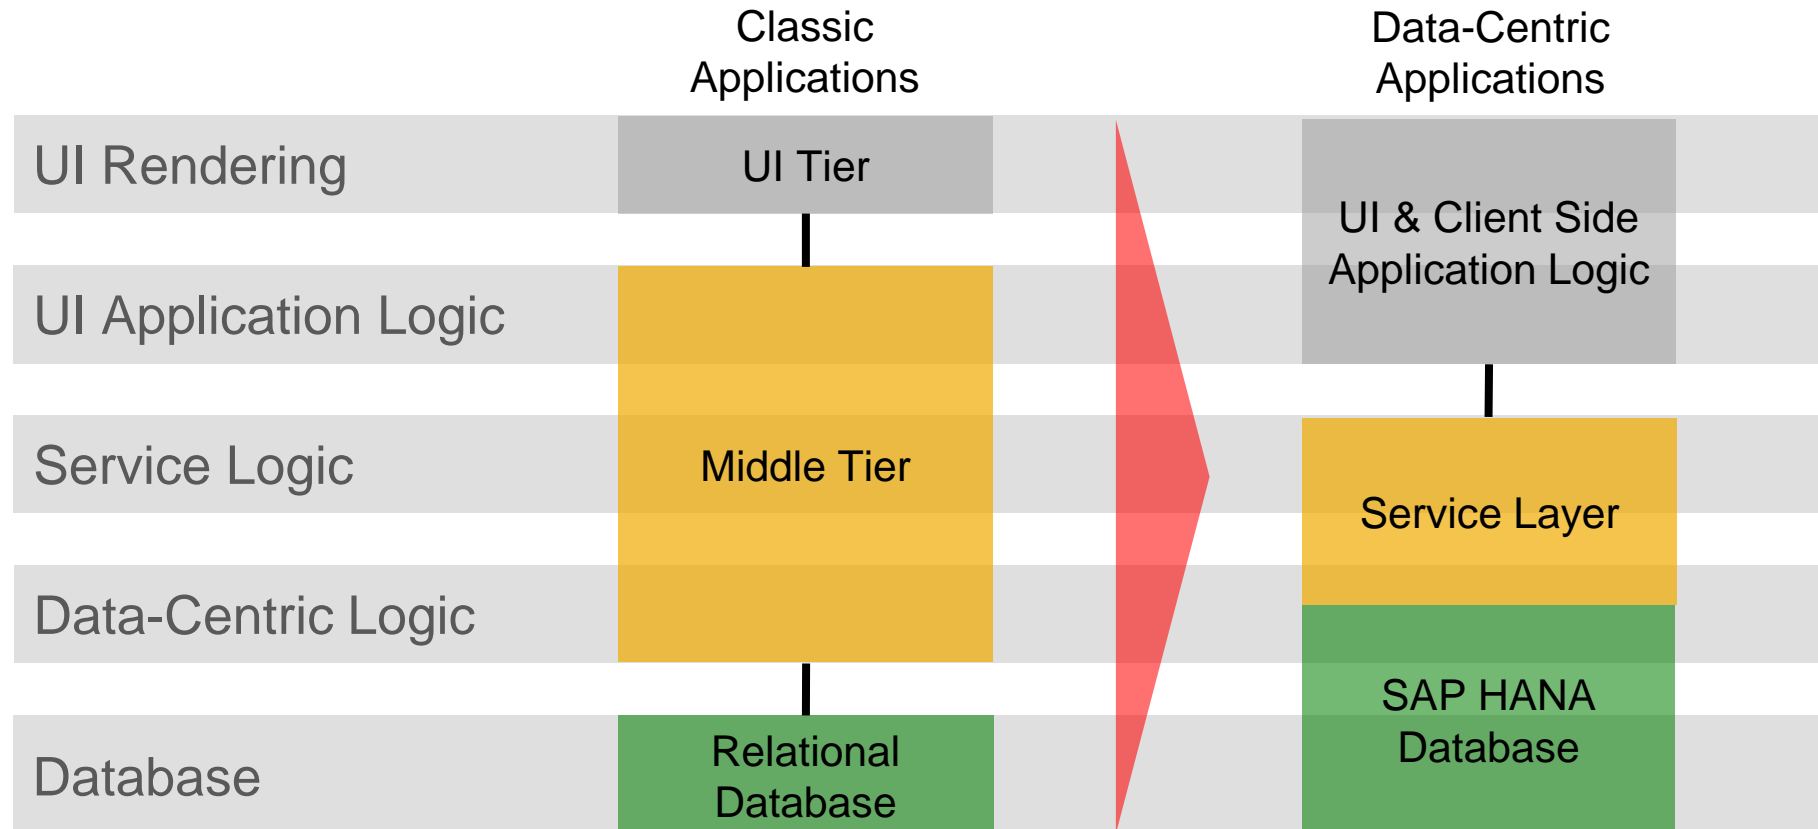 Classic
Applications
Data-Centric
Applications
UI Rendering
UI Tier
UI & Client Side
Application Logic
UI Application Logic
Service Logic
Middle Tier
Service Layer
Data-Centric Logic
SAP HANA
Database
Relational
Database
Database